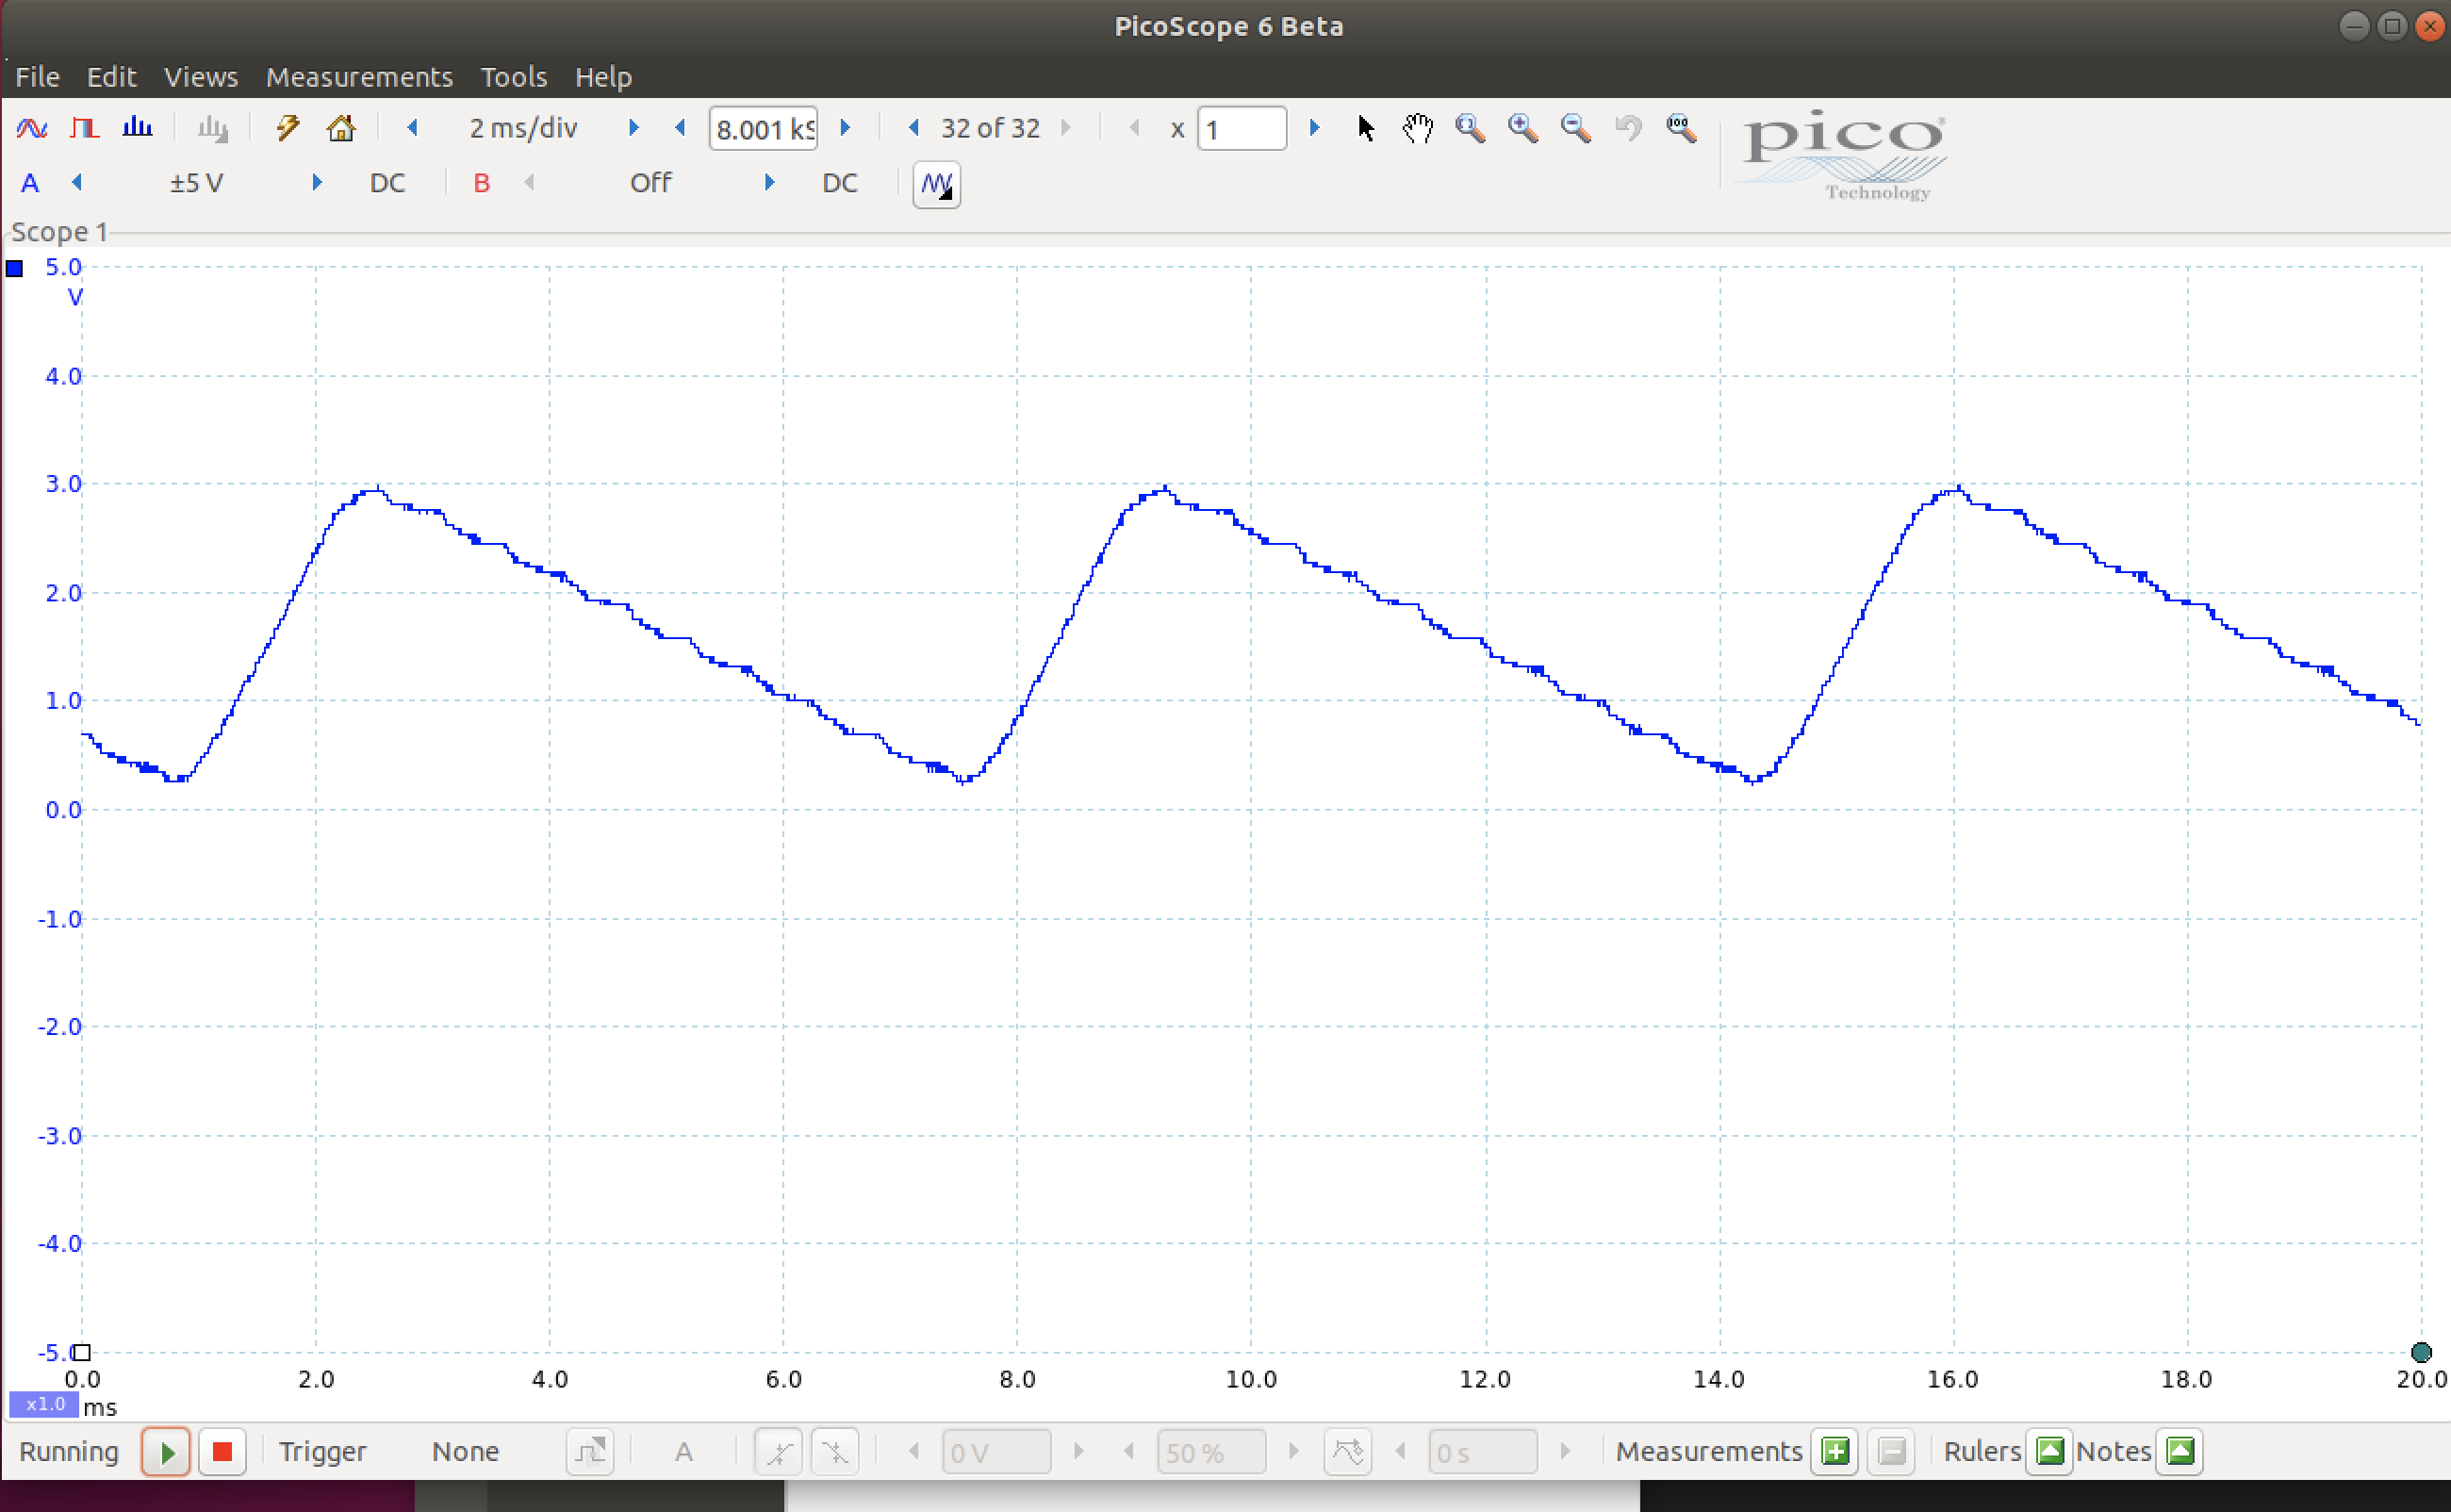 PicoScope 6 Beta
File Edit Views Measurements Tools Help
2 ms/div 8.001 kS 32 of 32 x 1
pico
Technology
A ±5 V DC B Off DC
Scope 1
5.0
V
4.0
3.0
2.0
1.0
0.0
-1.0
-2.0
-3.0
-4.0
-5.0
0.0 2.0 4.0 6.0 8.0 10.0 12.0 14.0 16.0 18.0 20.0
x1.0 ms
Running Trigger None A 0 V 50 % 0 s Measurements Rulers Notes